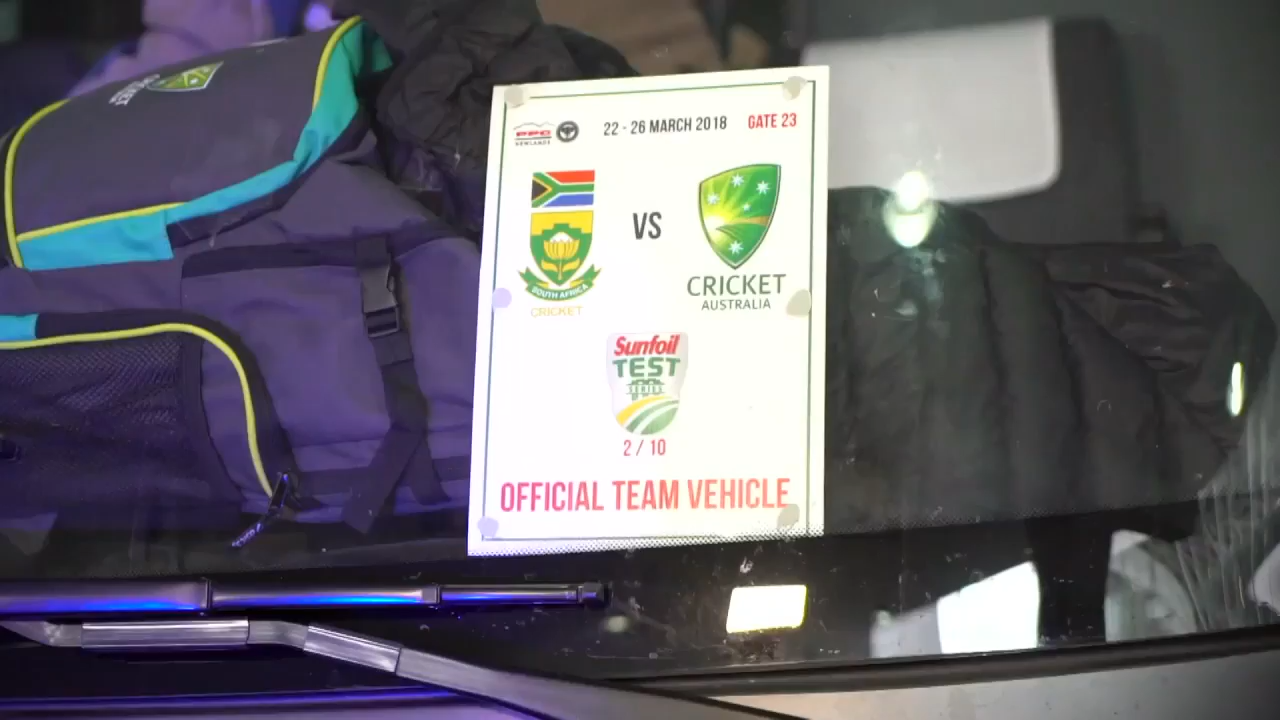 PPC
NEWLANDS
22 - 26 MARCH 2018
GATE 23
VS
SOUTH AFRICA
CRICKET
CRICKET
AUSTRALIA
Sunfoil
TEST
SERIES
2 / 10
OFFICIAL TEAM VEHICLE